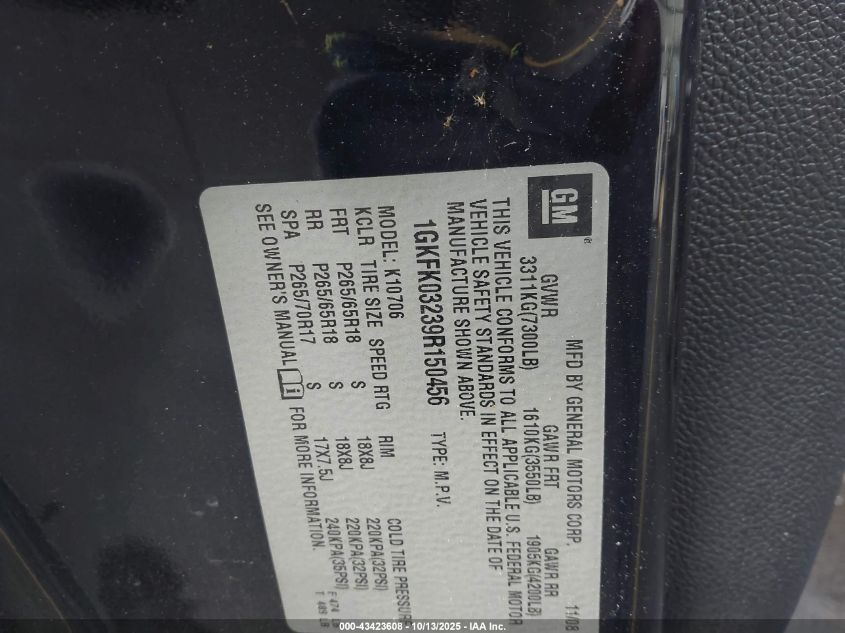 GM
®
MFD BY GENERAL MOTORS CORP. 11/08
GVWR GAWR FRT GAWR RR
3311KG(7300LB) 1610KG(3550LB) 1905KG(4200LB)
THIS VEHICLE CONFORMS TO ALL APPLICABLE U.S. FEDERAL MOTOR
VEHICLE SAFETY STANDARDS IN EFFECT ON THE DATE OF
MANUFACTURE SHOWN ABOVE.
1GKFK03239R150456 TYPE: M.P.V.
MODEL: K10706
KCLR TIRE SIZE SPEED RTG RIM COLD TIRE PRESSURE
FRT P265/65R18 S 18X8J 220KPA(32PSI)
RR P265/65R18 S 18X8J 220KPA(32PSI)
SPA P265/70R17 S 17X7.5J 240KPA(35PSI)
SEE OWNER'S MANUAL FOR MORE INFORMATION.
F 474 LB
T 489 LB
000-43423608 - 10/13/2025 - IAA Inc.